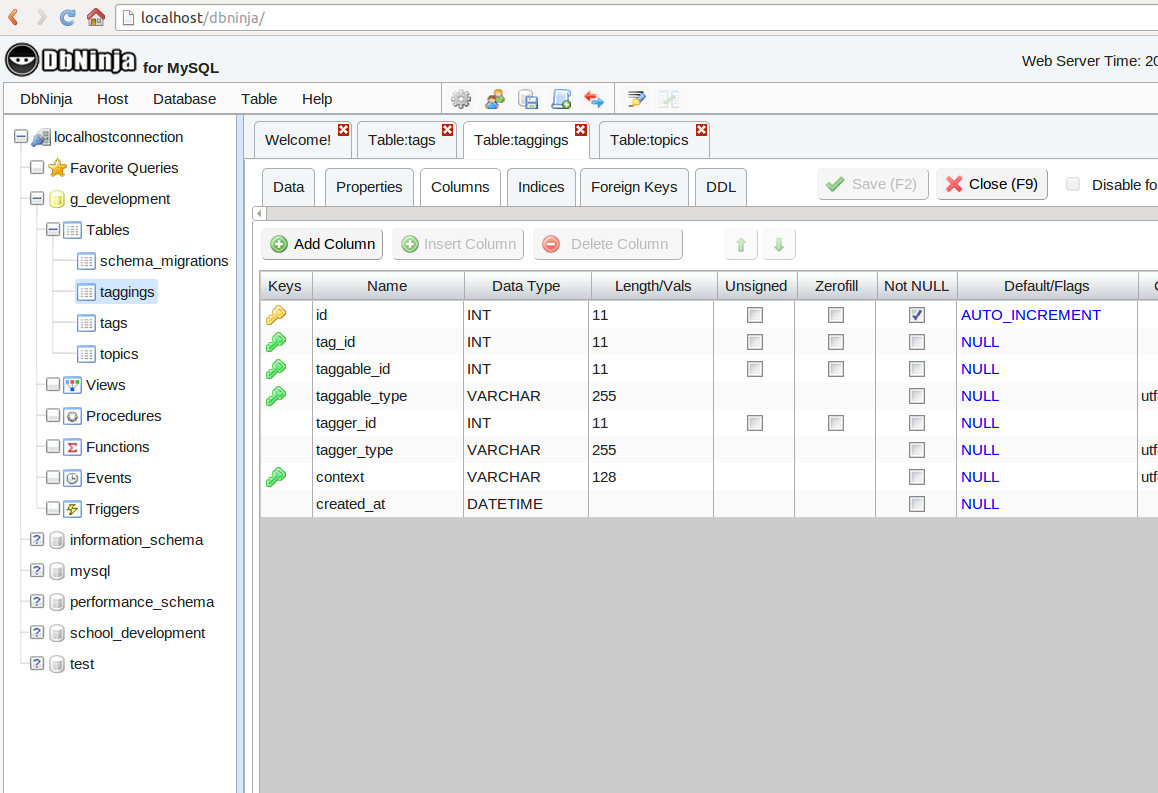 localhost/dbninja/
DbNinja for MySQL
Web Server Time: 20
DbNinja Host Database Table Help
localhostconnection
Favorite Queries
g_development
Tables
schema_migrations
taggings
tags
topics
Views
Procedures
Functions
Events
Triggers
? information_schema
? mysql
? performance_schema
? school_development
? test
Welcome! Table:tags Table:taggings Table:topics
Data Properties Columns Indices Foreign Keys DDL Save (F2) Close (F9) Disable fo
Add Column Insert Column Delete Column
Keys Name Data Type Length/Vals Unsigned Zerofill Not NULL Default/Flags C
id INT 11 AUTO_INCREMENT
tag_id INT 11 NULL
taggable_id INT 11 NULL
taggable_type VARCHAR 255 NULL utf
tagger_id INT 11 NULL
tagger_type VARCHAR 255 NULL utf
context VARCHAR 128 NULL utf
created_at DATETIME NULL